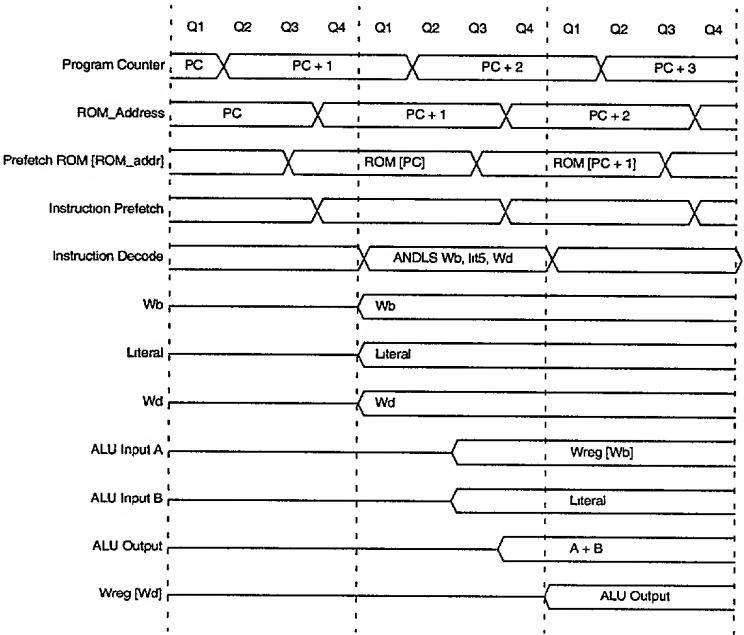 Q1 Q2 Q3 Q4 Q1 Q2 Q3 Q4 Q1 Q2 Q3 Q4
Program Counter PC PC + 1 PC + 2 PC + 3
ROM_Address PC PC + 1 PC + 2
Prefetch ROM [ROM_addr] ROM [PC] ROM [PC + 1]
Instruction Prefetch
Instruction Decode ANDLS Wb, lit5, Wd
Wb Wb
Literal Literal
Wd Wd
ALU Input A Wreg [Wb]
ALU Input B Literal
ALU Output A + B
Wreg [Wd] ALU Output